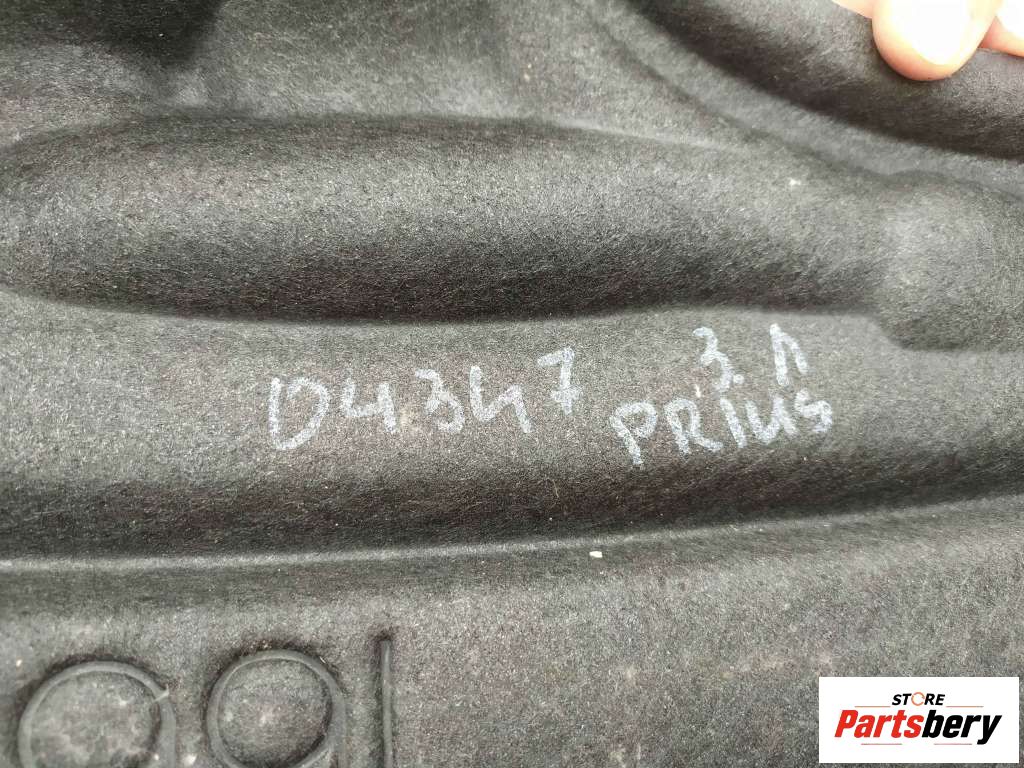 D4347
3. Л
PRIUS
STORE
Partsbery